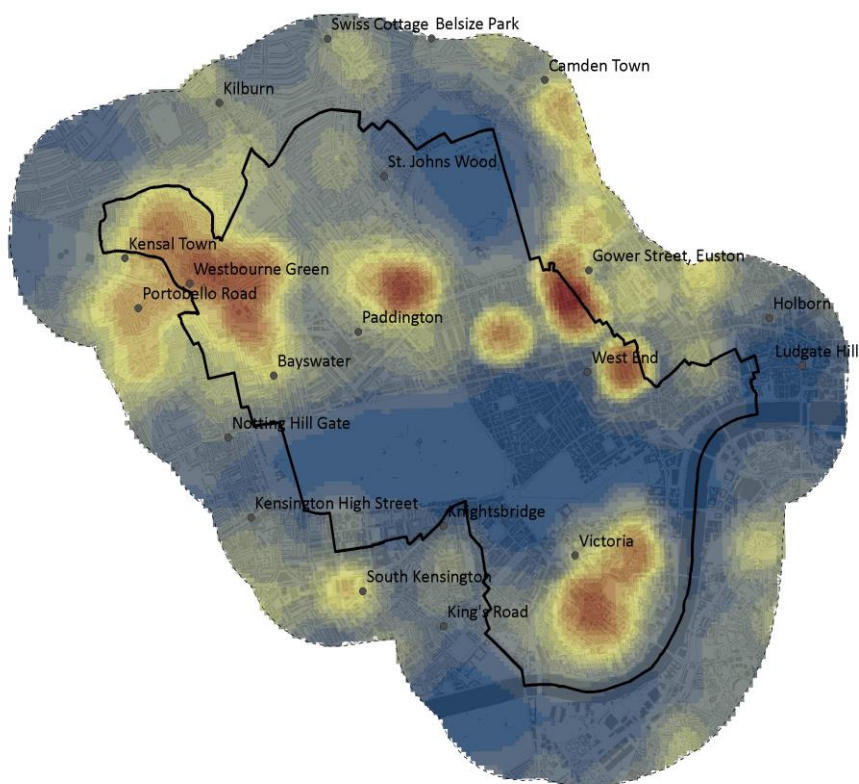 Swiss Cottage
Belsize Park
Camden Town
Kilburn
St. Johns Wood
Kensal Town
Gower Street, Euston
Westbourne Green
Portobello Road
Holborn
Paddington
Ludgate Hill
West End
Bayswater
Notting Hill Gate
Kensington High Street
Knightsbridge
Victoria
South Kensington
King's Road